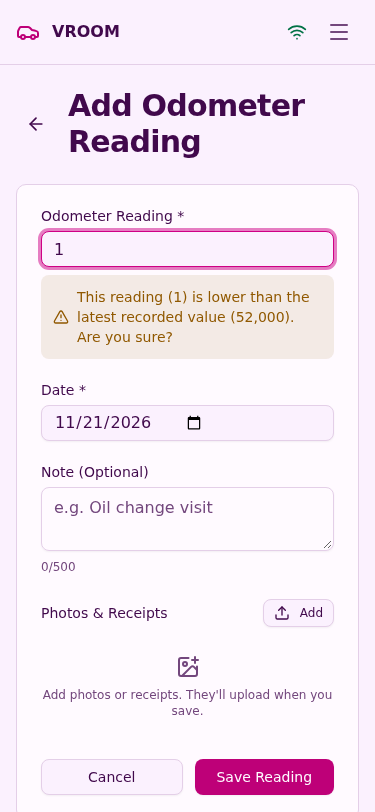 VROOM
Add Odometer
Reading
Odometer Reading *
1
This reading (1) is lower than the
latest recorded value (52,000).
Are you sure?
Date *
11/21/2026
Note (Optional)
e.g. Oil change visit
0/500
Photos & Receipts
Add
Add photos or receipts. They'll upload when you
save.
Cancel
Save Reading